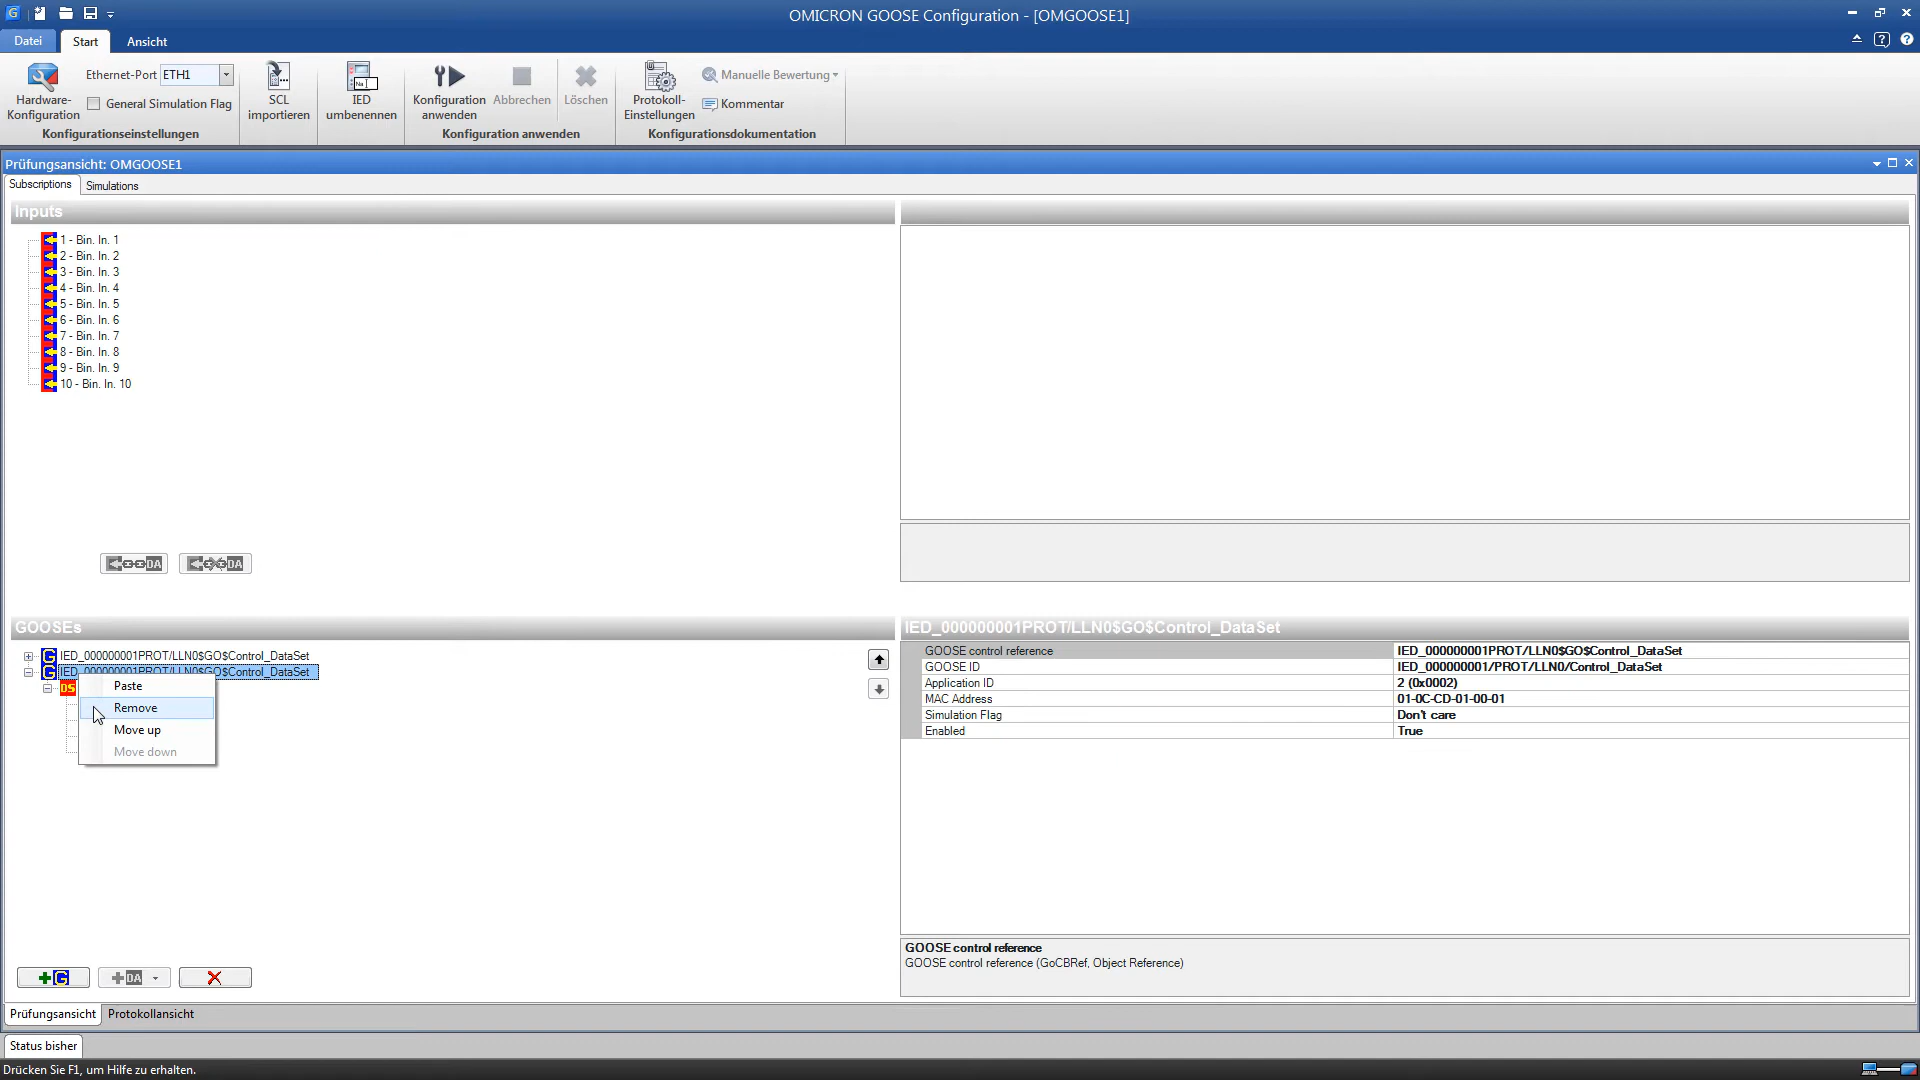 OMICRON GOOSE Configuration - [OMGOOSE1]
Datei
Start
Ansicht
Hardware-
Konfiguration
Ethernet-Port ETH1
General Simulation Flag
Konfigurationseinstellungen
SCL
importieren
IED
umbenennen
Konfiguration
anwenden
Abbrechen
Löschen
Konfiguration anwenden
Protokoll-
Einstellungen
Manuelle Bewertung
Kommentar
Konfigurationsdokumentation
Prüfungsansicht: OMGOOSE1
Subscriptions
Simulations
Inputs
1 - Bin. In. 1
2 - Bin. In. 2
3 - Bin. In. 3
4 - Bin. In. 4
5 - Bin. In. 5
6 - Bin. In. 6
7 - Bin. In. 7
8 - Bin. In. 8
9 - Bin. In. 9
10 - Bin. In. 10
DA
DA
GOOSEs
G IED_000000001PROT/LLN0$GO$Control_DataSet
G IED_000000001PROT/LLN0$GO$Control_DataSet
DS
Paste
Remove
Move up
Move down
G
DA
IED_000000001PROT/LLN0$GO$Control_DataSet
GOOSE control reference IED_000000001PROT/LLN0$GO$Control_DataSet
GOOSE ID IED_000000001/PROT/LLN0/Control_DataSet
Application ID 2 (0x0002)
MAC Address 01-0C-CD-01-00-01
Simulation Flag Don't care
Enabled True
GOOSE control reference
GOOSE control reference (GoCBRef, Object Reference)
Prüfungsansicht
Protokollansicht
Status bisher
Drücken Sie F1, um Hilfe zu erhalten.